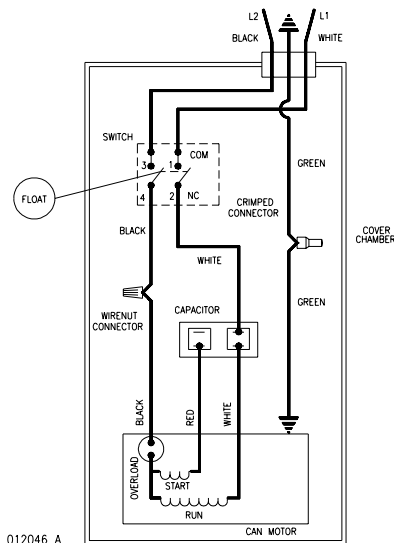 L2
L1
BLACK
WHITE
SWITCH
3
1
COM
FLOAT
4
2
NC
GREEN
BLACK
CRIMPED
CONNECTOR
COVER
CHAMBER
WHITE
WIRENUT
CONNECTOR
CAPACITOR
GREEN
BLACK
RED
WHITE
OVERLOAD
START
RUN
CAN MOTOR
012046 A